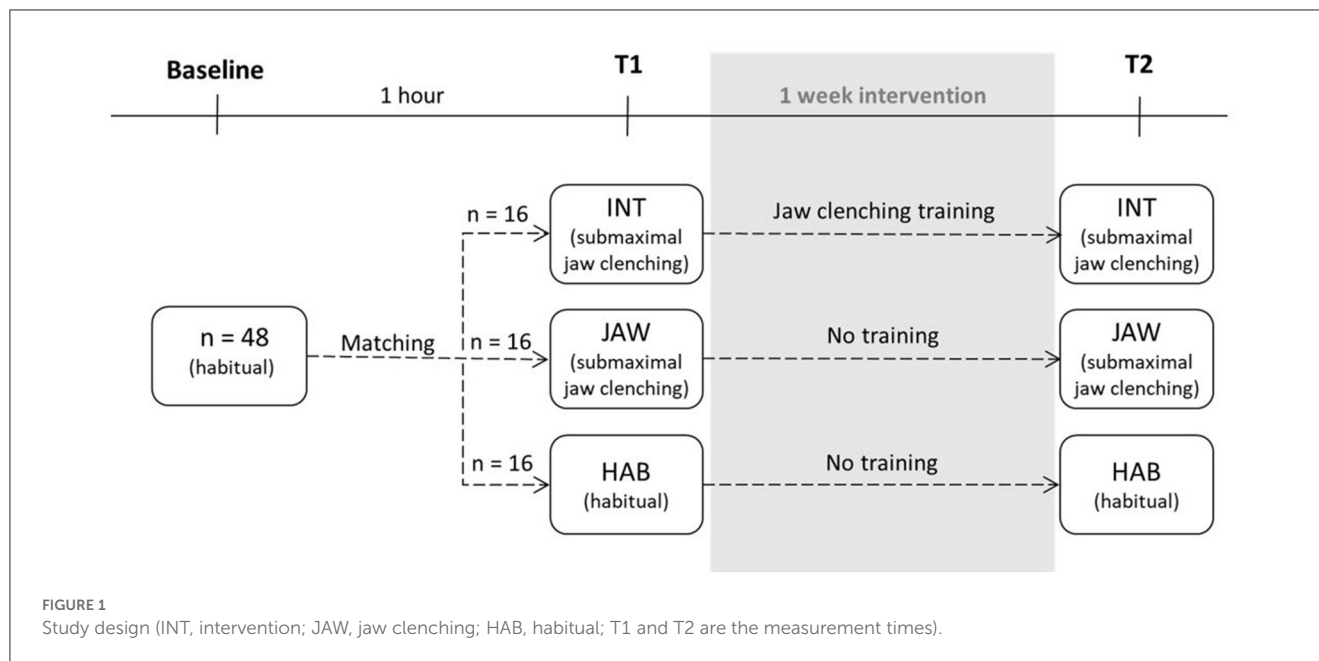 Baseline
T1
T2
1 hour
1 week intervention
n = 16
INT
(submaximal
jaw clenching)
Jaw clenching training
INT
(submaximal
jaw clenching)
n = 48
(habitual)
Matching
n = 16
JAW
(submaximal
jaw clenching)
No training
JAW
(submaximal
jaw clenching)
n = 16
HAB
(habitual)
No training
HAB
(habitual)
FIGURE 1
Study design (INT, intervention; JAW, jaw clenching; HAB, habitual; T1 and T2 are the measurement times).